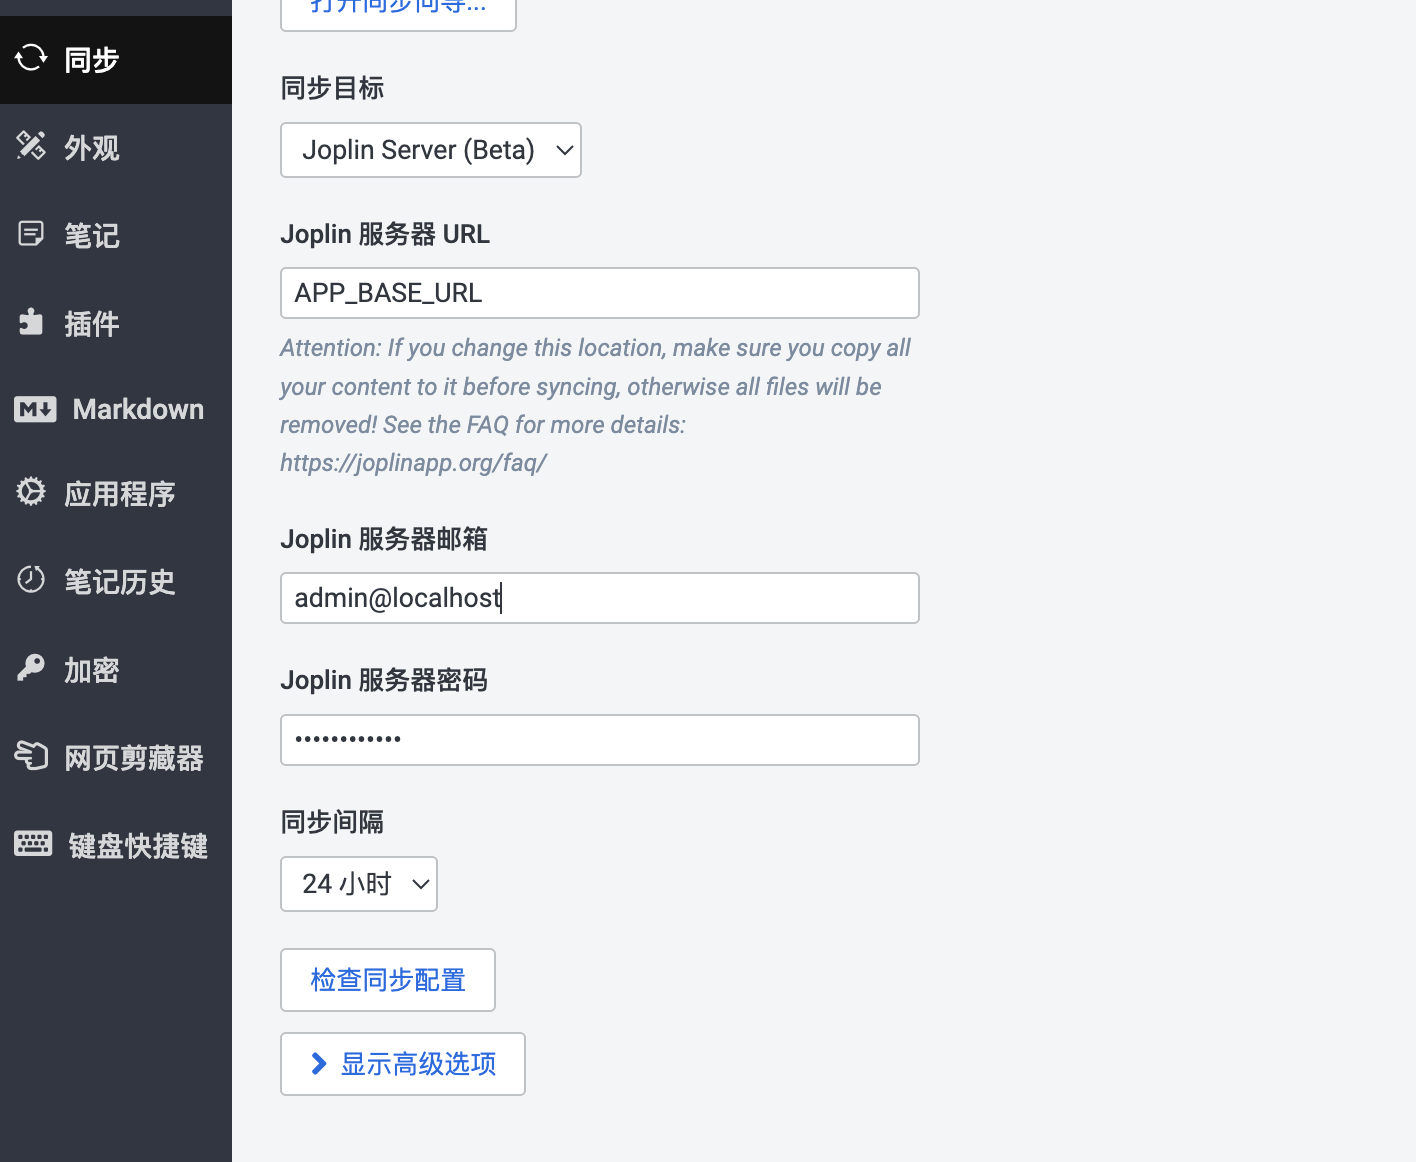 同步
外观
笔记
插件
Markdown
应用程序
笔记历史
加密
网页剪藏器
键盘快捷键
打开同步向导...
同步目标
Joplin Server (Beta)
Joplin 服务器 URL
APP_BASE_URL
Attention: If you change this location, make sure you copy all
your content to it before syncing, otherwise all files will be
removed! See the FAQ for more details:
https://joplinapp.org/faq/
Joplin 服务器邮箱
admin@localhost
Joplin 服务器密码
••••••••••••
同步间隔
24 小时
检查同步配置
显示高级选项